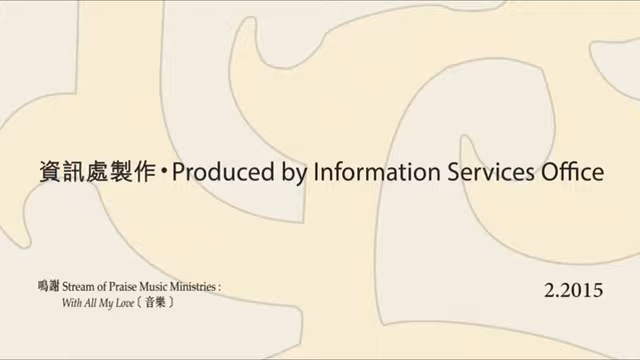 資訊處製作•Produced by Information Services Office
鳴謝 Stream of Praise Music Ministries :
With All My Love〔 音樂 〕
2.2015